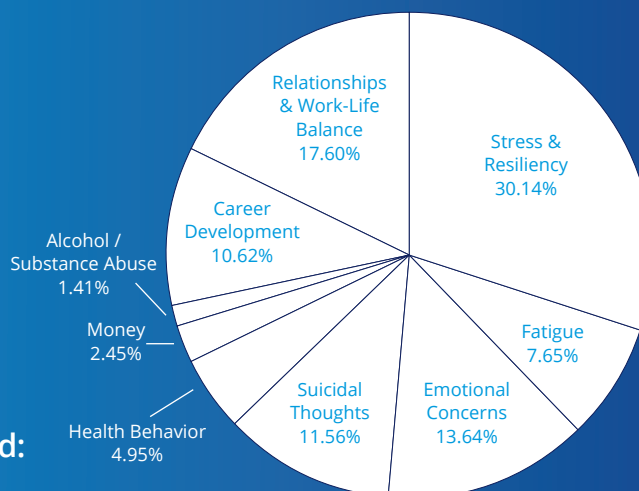 Relationships
& Work-Life
Balance
17.60%
Stress &
Resiliency
30.14%
Career
Development
10.62%
Alcohol /
Substance Abuse
1.41%
Money
2.45%
Fatigue
7.65%
Suicidal
Thoughts
11.56%
Emotional
Concerns
13.64%
Health Behavior
4.95%
d: